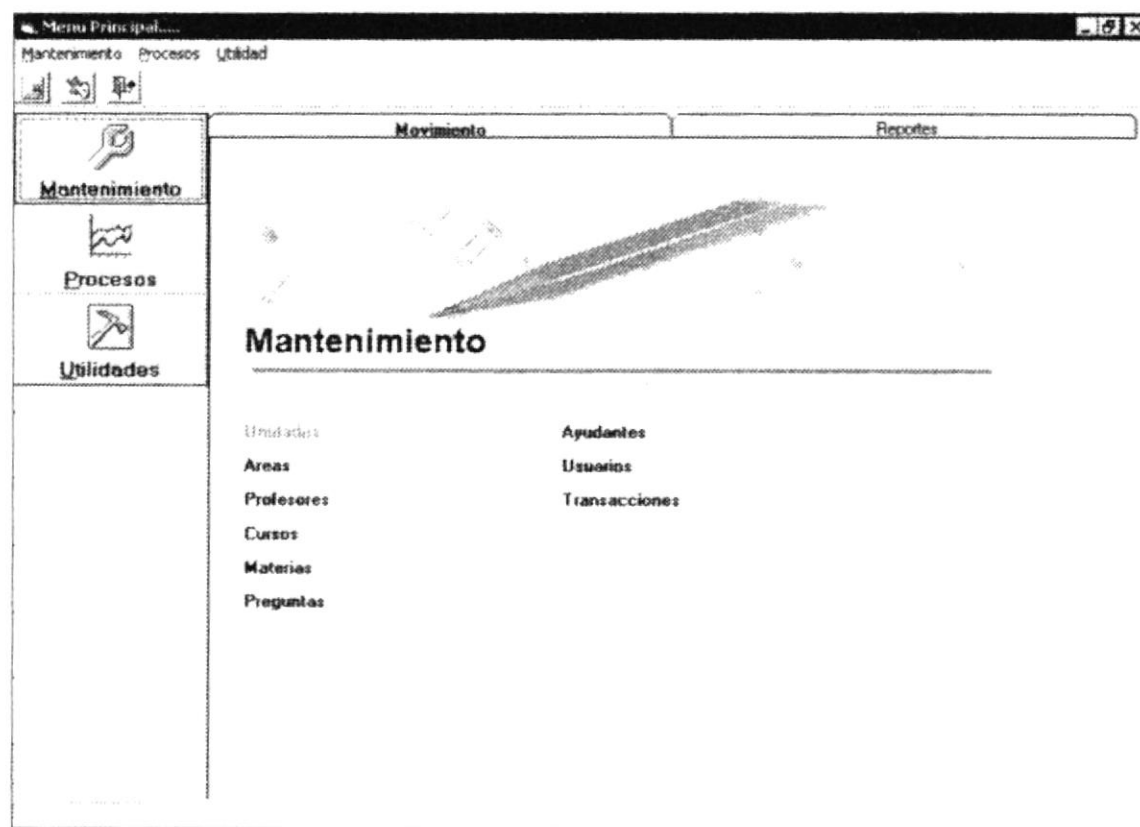 Menu Principal.....
Mantenimiento Procesos Utilidad
Movimiento Reportes
Mantenimiento
Procesos
Utilidades
Mantenimiento
Unidades Ayudantes
Areas Usuarios
Profesores Transacciones
Cursos
Materias
Preguntas